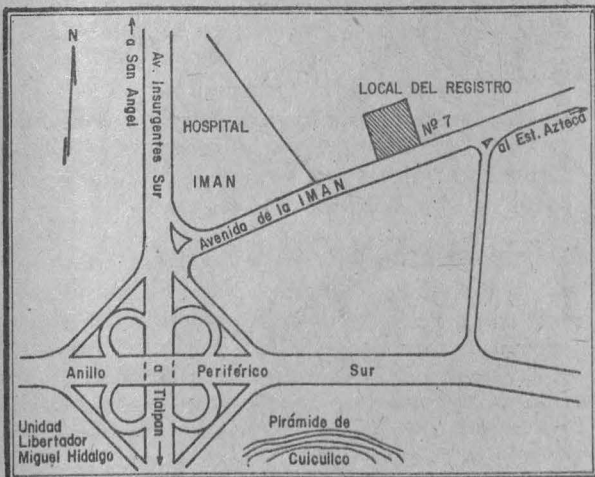 N
a San Angel
Av. Insurgentes Sur
HOSPITAL
IMAN
LOCAL DEL REGISTRO
Nº 7
al Est. Azteca
Avenida de la IMAN
Anillo Periférico Sur
a Tlalpan
Unidad
Libertador
Miguel Hidalgo
Pirámide de
Cuicuilco